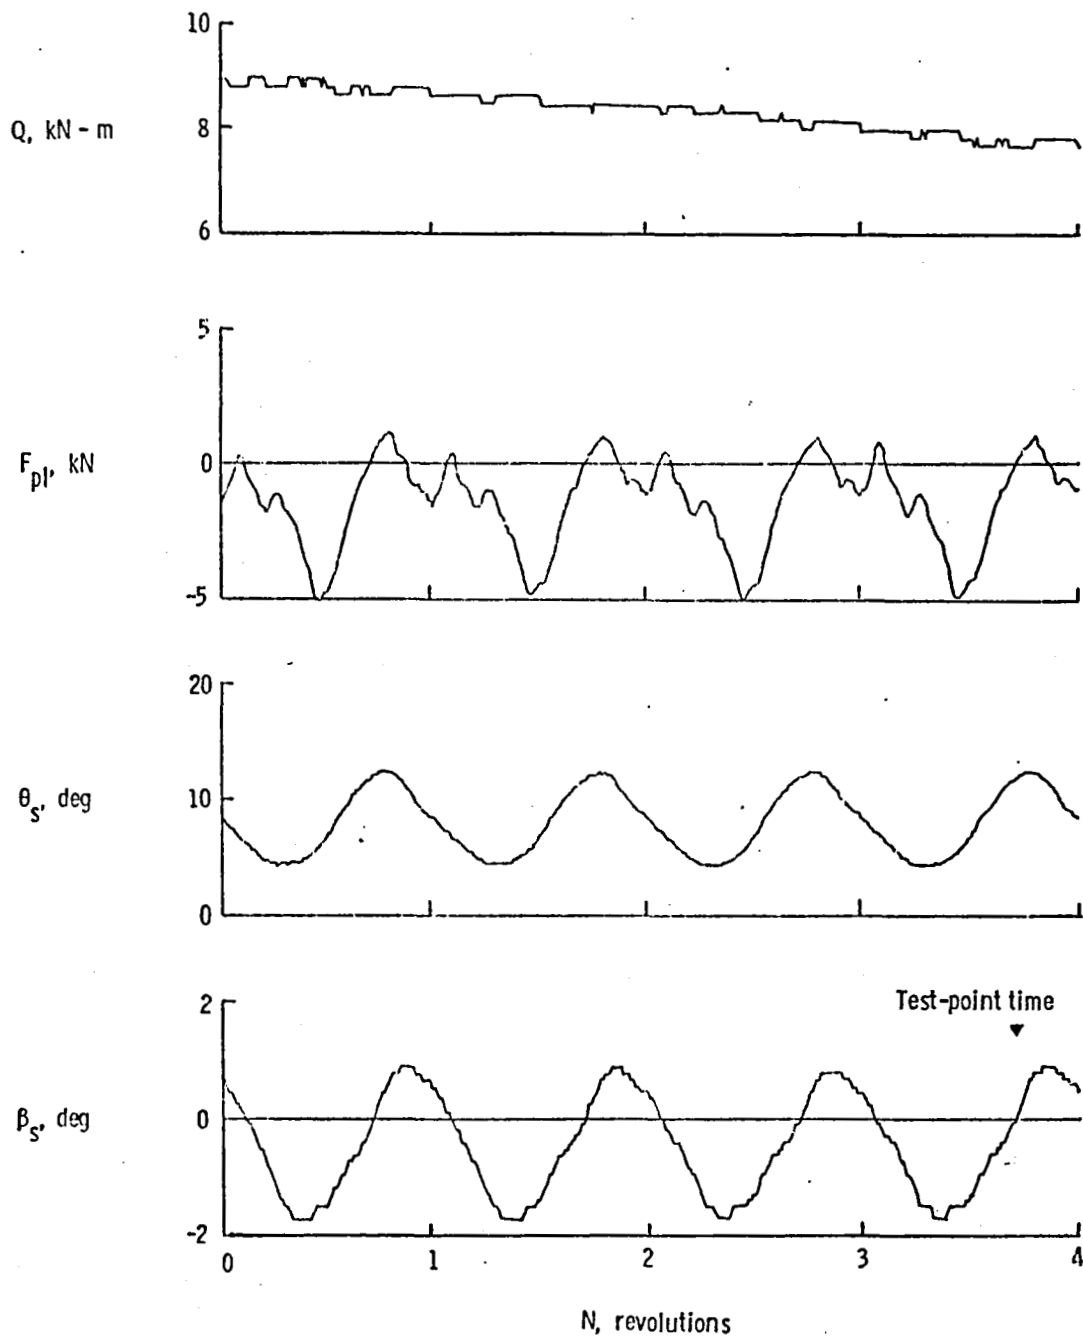 10
Q, kN - m
8
6
5
F_pl, kN
0
-5
20
θ_s, deg
10
0
2
Test-point time
β_s, deg
0
-2
0 1 2 3 4
N, revolutions